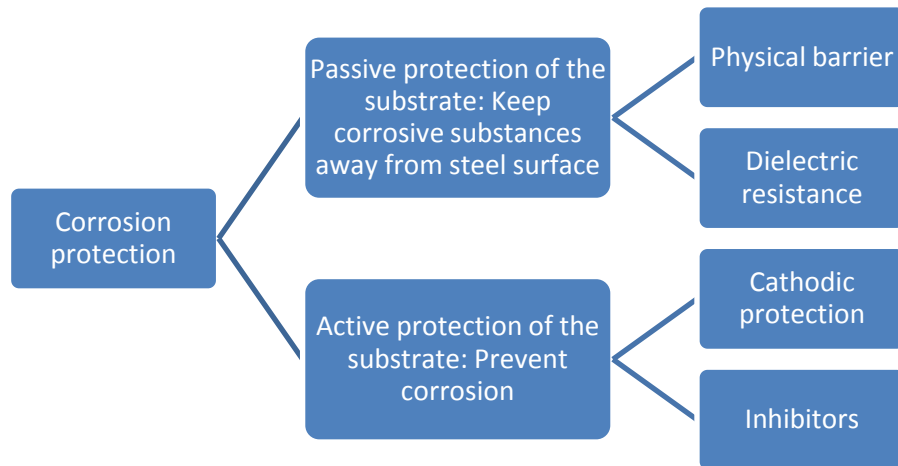 Corrosion
protection
Passive protection of the
substrate: Keep
corrosive substances
away from steel surface
Physical barrier
Dielectric
resistance
Active protection of the
substrate: Prevent
corrosion
Cathodic
protection
Inhibitors